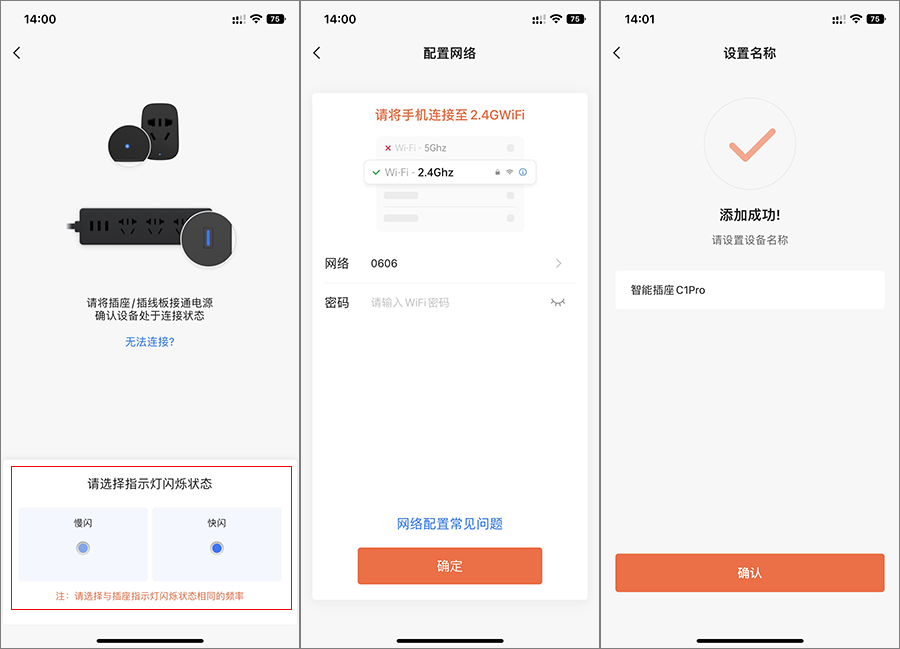 14:00
75
请将插座/插线板接通电源
确认设备处于连接状态
无法连接?
请选择指示灯闪烁状态
慢闪
快闪
注：请选择与插座指示灯闪烁状态相同的频率
14:00
75
配置网络
请将手机连接至 2.4GWiFi
Wi-Fi - 5Ghz
Wi-Fi - 2.4Ghz
网络 0606
密码 请输入 WiFi 密码
网络配置常见问题
确定
14:01
75
设置名称
添加成功!
请设置设备名称
智能插座 C1Pro
确认